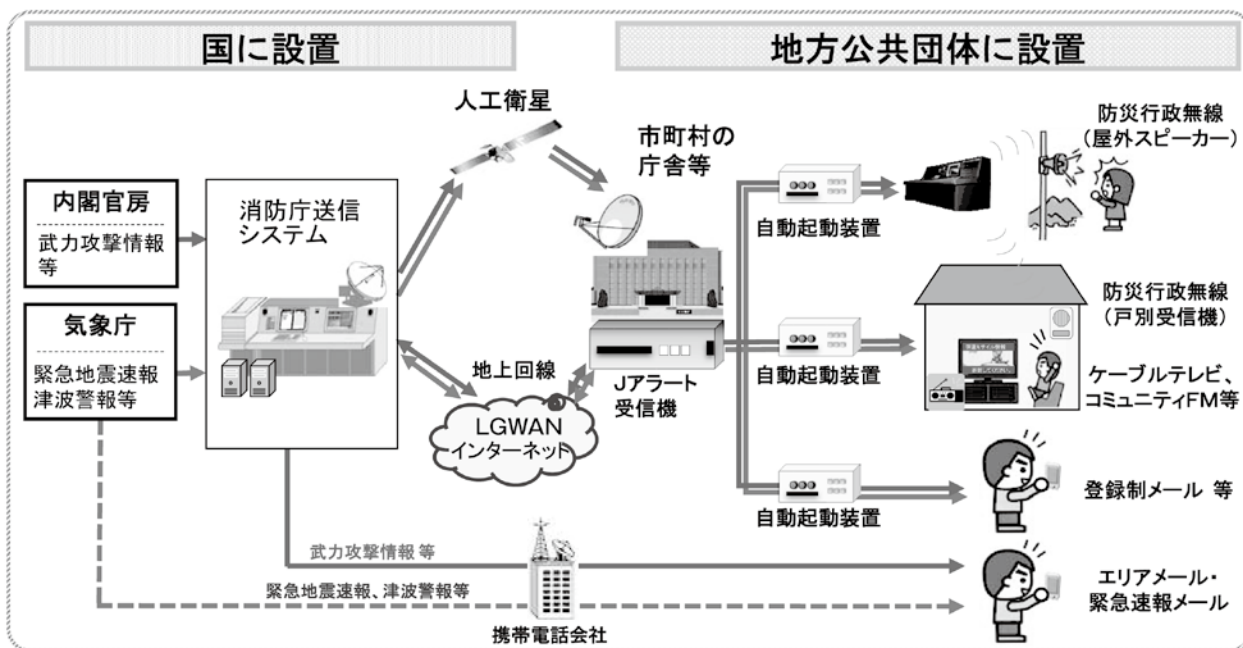 国に設置
地方公共団体に設置
人工衛星
市町村の
庁舎等
防災行政無線
(屋外スピーカー)
内閣官房
武力攻撃情報
等
消防庁送信
システム
自動起動装置
気象庁
緊急地震速報
津波警報等
地上回線
LGWAN
インターネット
Jアラート
受信機
自動起動装置
防災行政無線
(戸別受信機)
ケーブルテレビ、
コミュニティFM等
自動起動装置
登録制メール 等
武力攻撃情報 等
緊急地震速報、津波警報等
携帯電話会社
エリアメール・
緊急速報メール